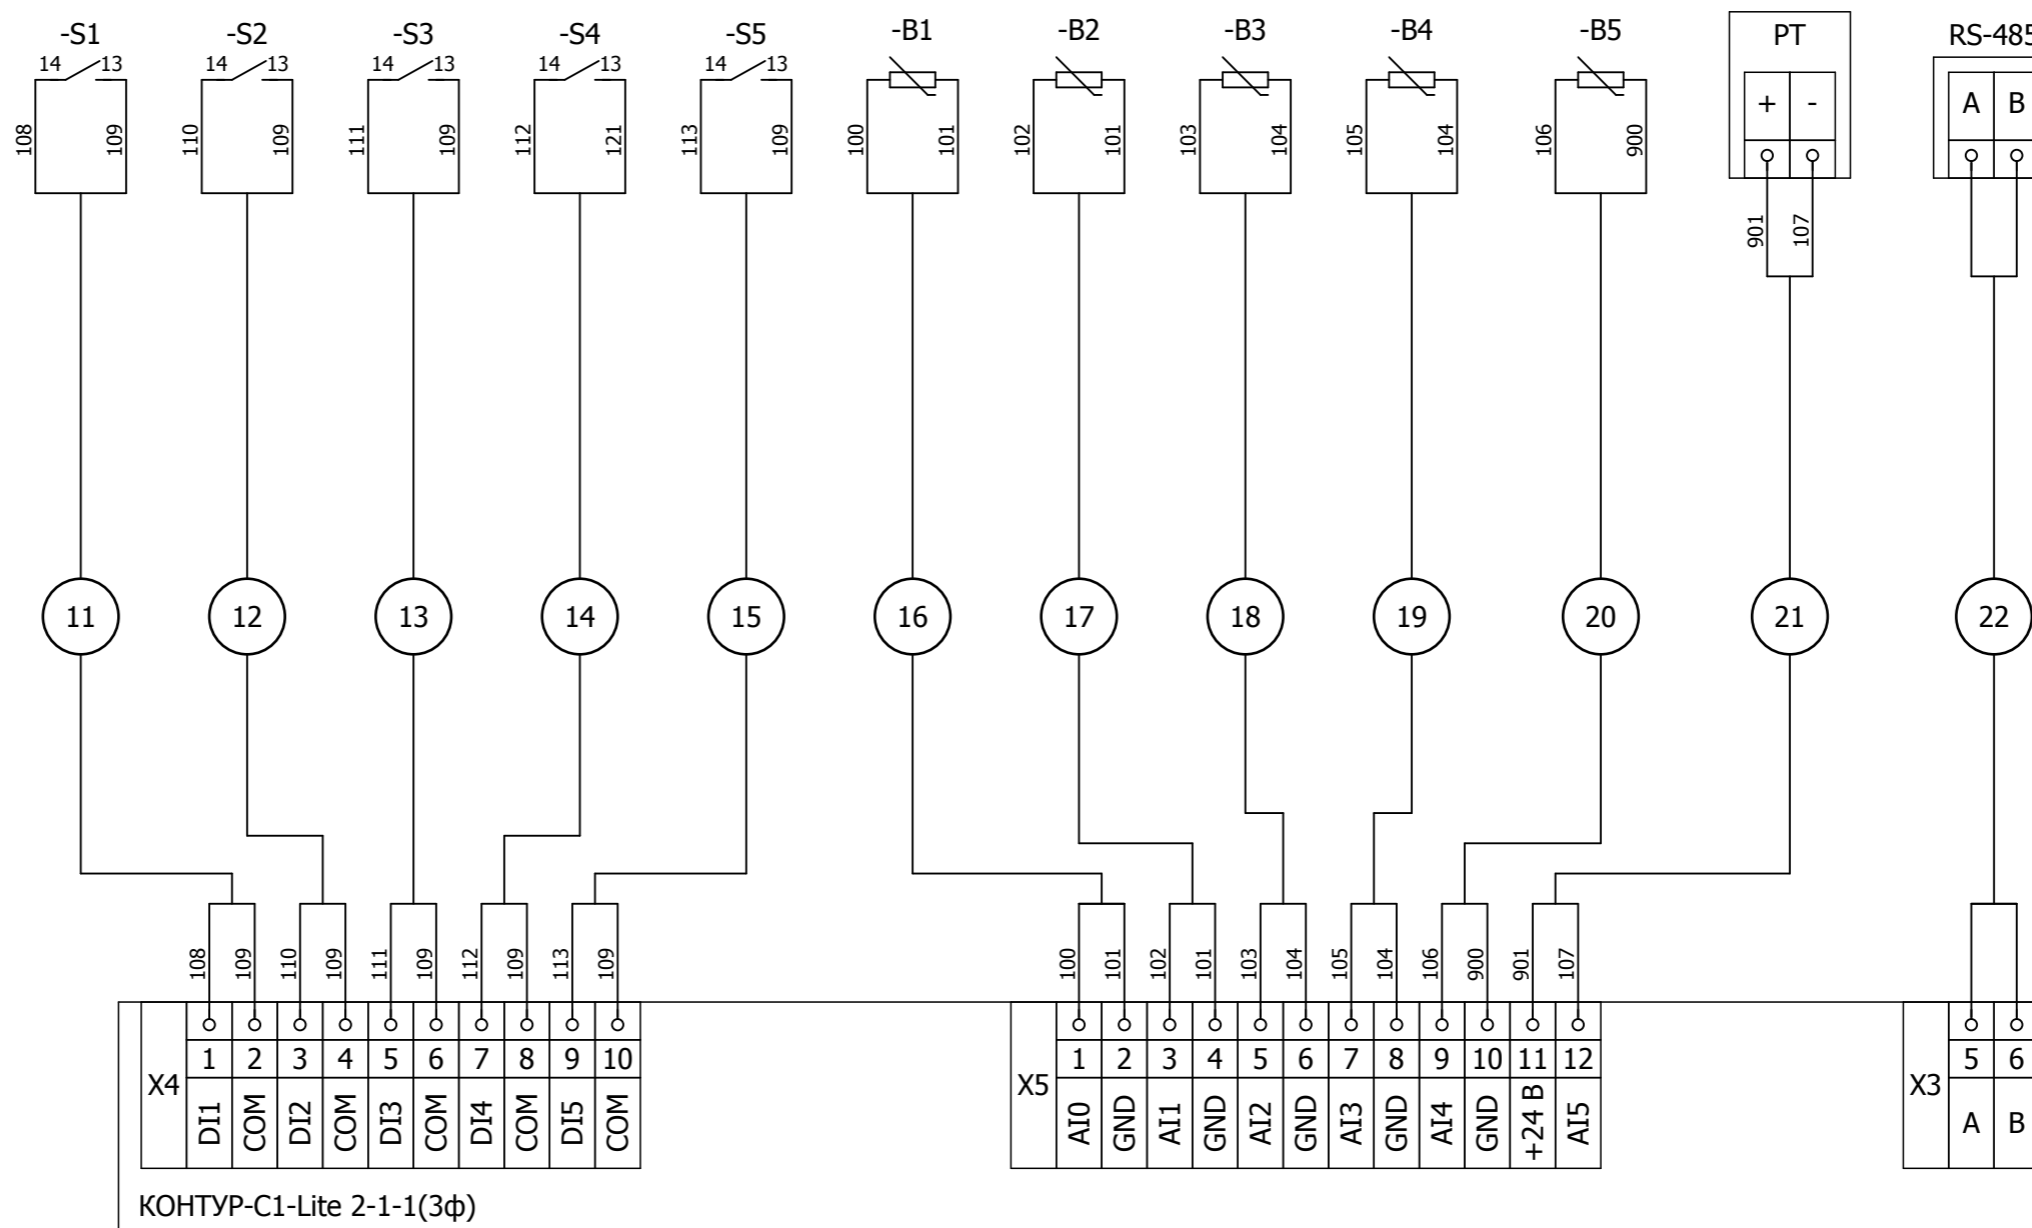 -S1 -S2 -S3 -S4 -S5 -B1 -B2 -B3 -B4 -B5 PT RS-485
14 13 14 13 14 13 14 13 14 13
+ - A B
108 109 110 109 111 109 112 121 113 109 100 101 102 101 103 104 105 104 106 900
901 107
11 12 13 14 15 16 17 18 19 20 21 22
108 109 110 109 111 109 112 109 113 109 100 101 102 101 103 104 105 104 106 900 901 107
X4 1 2 3 4 5 6 7 8 9 10
DI1 COM DI2 COM DI3 COM DI4 COM DI5 COM
X5 1 2 3 4 5 6 7 8 9 10 11 12
AI0 GND AI1 GND AI2 GND AI3 GND AI4 GND +24 В AI5
X3 5 6
A B
КОНТУР-С1-Lite 2-1-1(3ф)